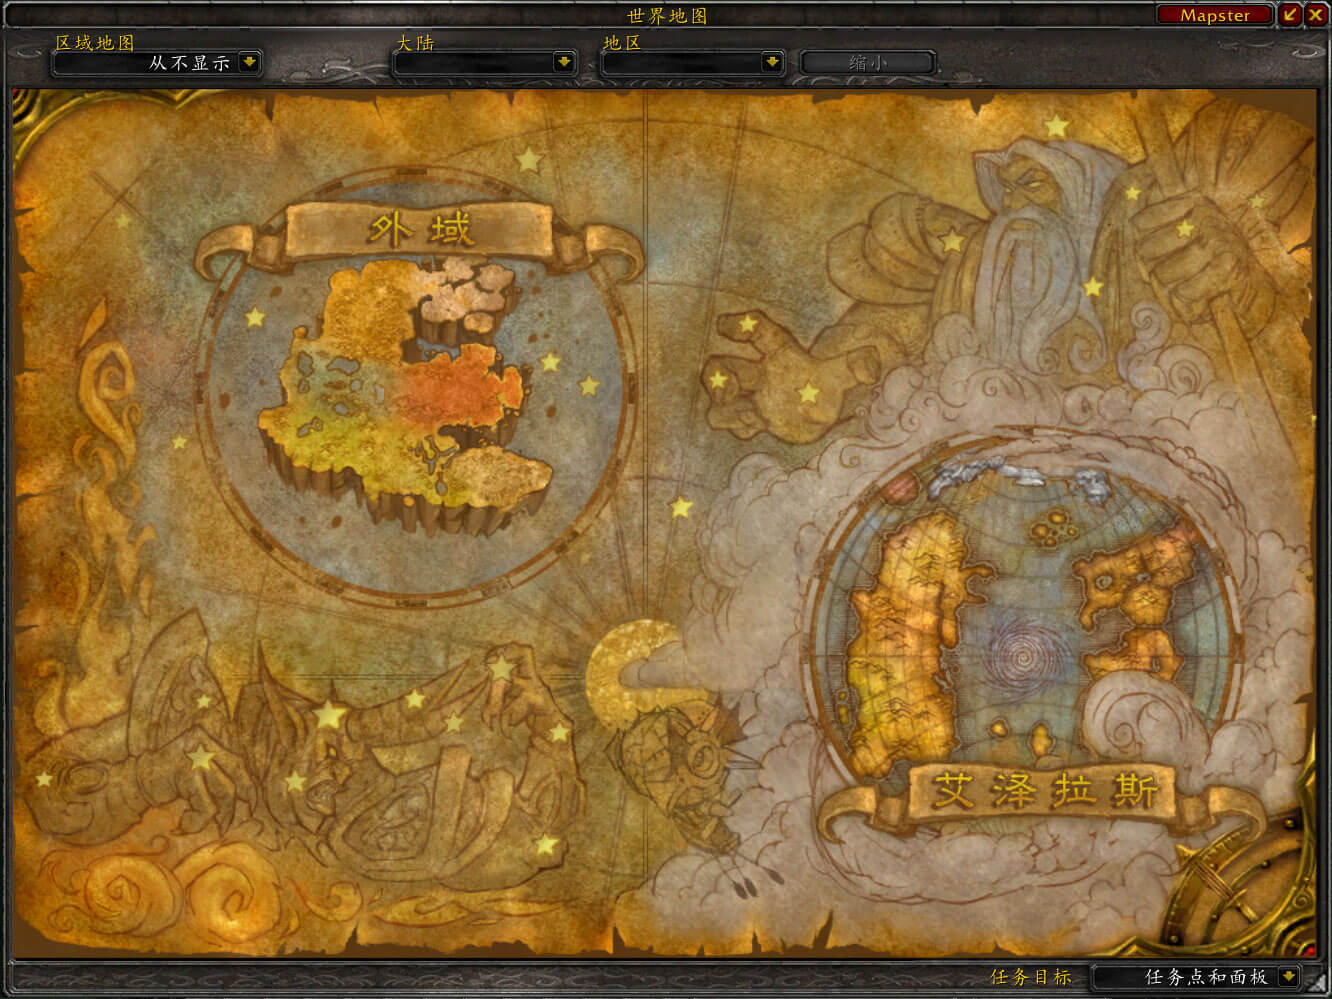 世界地图
Mapster
区域地图
大陆
地区
从不显示
缩小
外域
艾泽拉斯
任务目标
任务点和面板